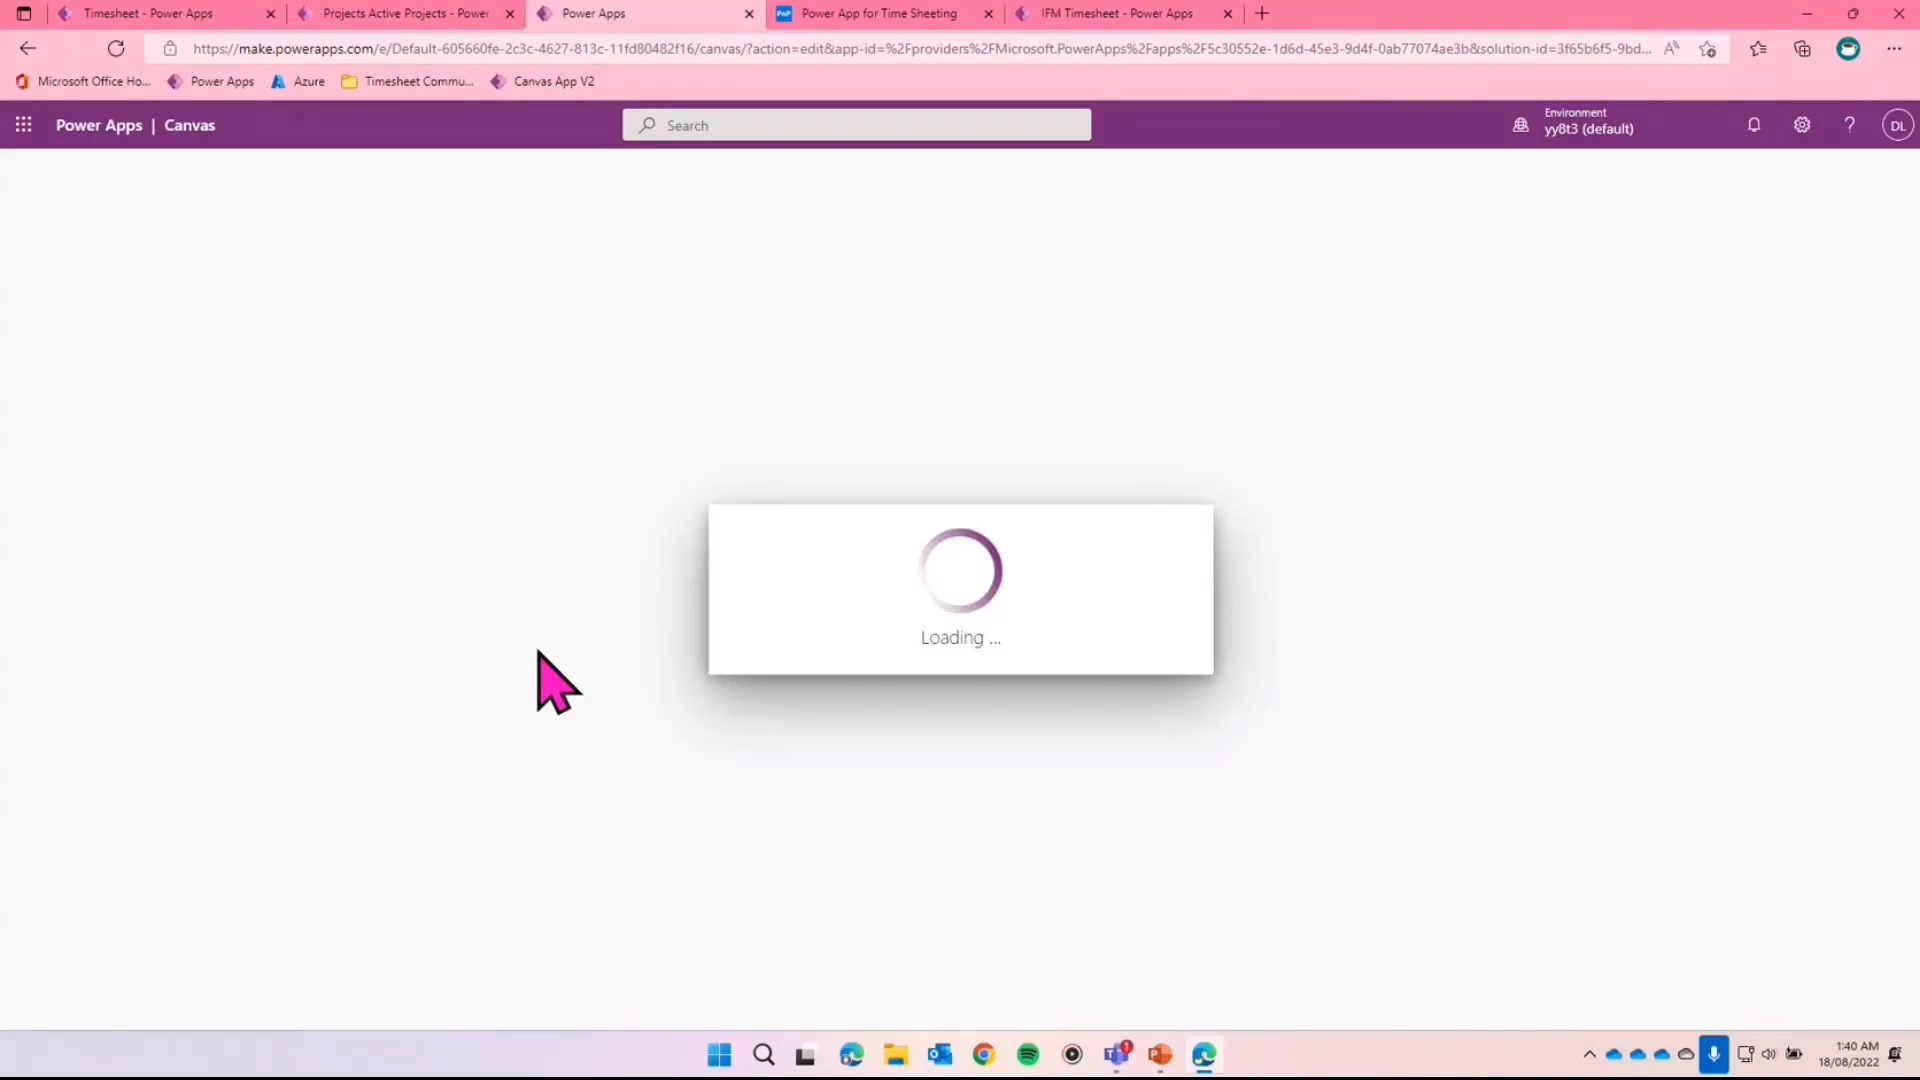 Timesheet - Power Apps
Projects Active Projects - Power
Power Apps
PnP
Power App for Time Sheeting
IFM Timesheet - Power Apps
https://make.powerapps.com/e/Default-605660fe-2c3c-4627-813c-11fd80482f16/canvas/?action=edit&app-id=%2Fproviders%2FMicrosoft.PowerApps%2Fapps%2F5c30552e-1d6d-45e3-9d4f-0ab77074ae3b&solution-id=3f65b6f5-9bd...
Microsoft Office Ho...
Power Apps
Azure
Timesheet Commu...
Canvas App V2
Power Apps | Canvas
Search
Environment
yy8t3 (default)
DL
Loading ...
1
1:40 AM
18/08/2022